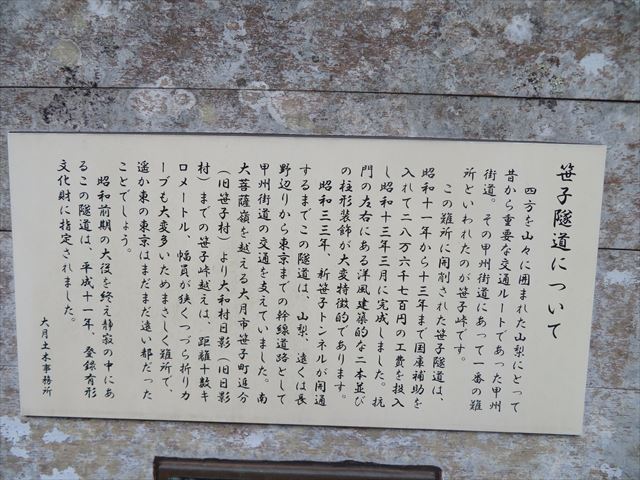 笹子隧道について
四方を山々に囲まれた山梨にとって
昔から重要な交通ルートであった甲州
街道。その甲州街道にあって一番の難
所といわれたのが笹子峠です。
この難所に開削された笹子隧道は、
昭和十一年から十三年まで国庫補助を
入れて二八万六千七百円の工費を投入
し昭和十三年三月に完成しました。抗
門の左右にある洋風建築的な二本並び
の柱形装飾が大変特徴的であります。
昭和三三年、新笹子トンネルが開通
するまでこの隧道は、山梨、遠くは長
野辺りから東京までの幹線道路として
甲州街道の交通を支えていました。南
大菩薩嶺を越える大月市笹子町追分
（旧笹子村）より大和村日影（旧日影
村）までの笹子峠越えは、距離十数キ
ロメートル、幅員が狭くつづら折りカ
ーブも大変多いためまさしく難所で、
遥か東の東京はまだまだ遠い都だった
ことでしょう。
昭和前期の大役を終え静寂の中にあ
るこの隧道は、平成十一年、登録有形
文化財に指定されました。
大月土木事務所